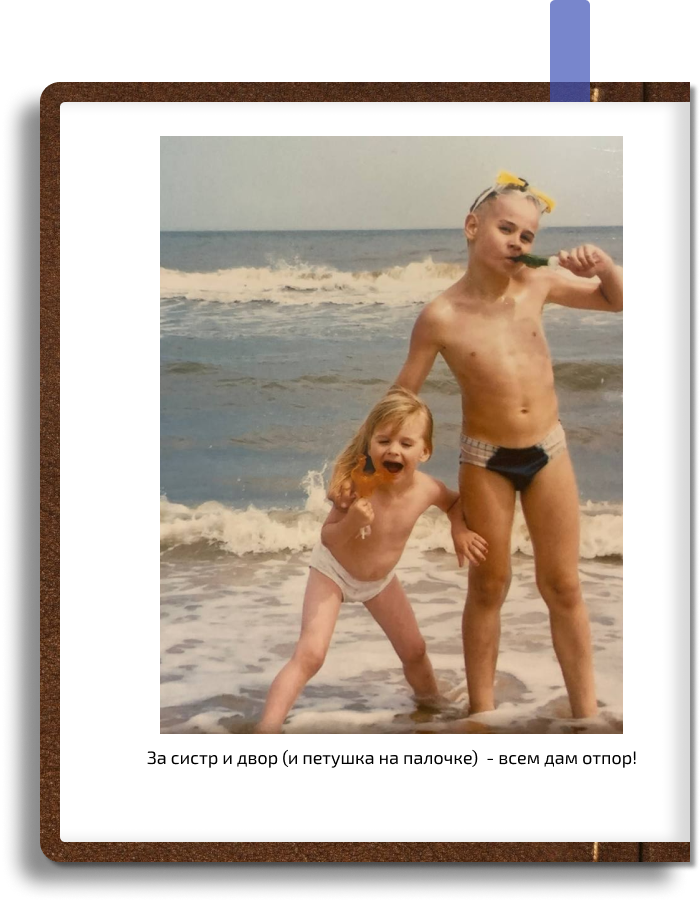 За систр и двор (и петушка на палочке)  - всем дам отпор!